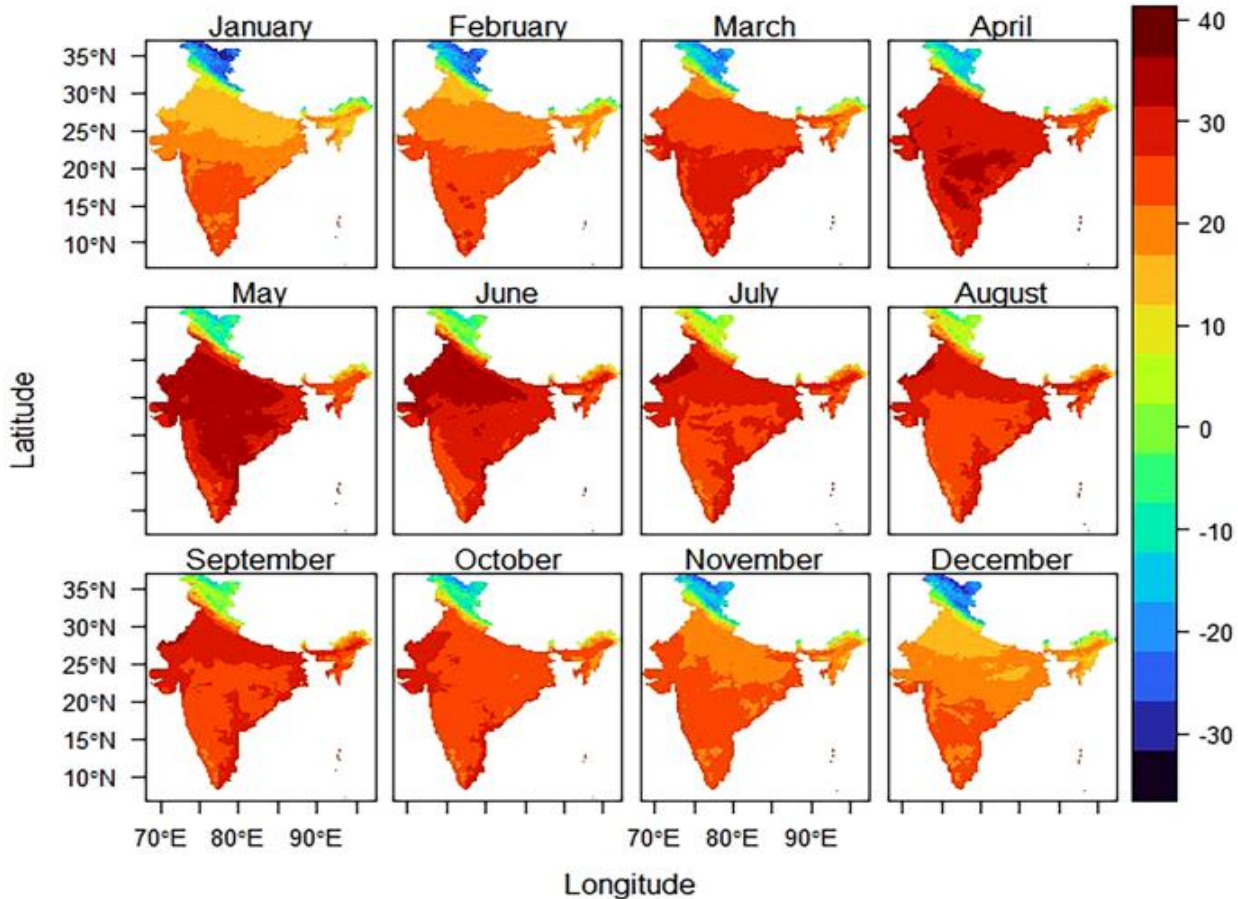 January February March April
40
35°N
30°N
25°N
20°N
15°N
10°N
30
20
May June July August
10
0
-10
Latitude
September October November December
35°N
30°N
25°N
20°N
15°N
10°N
-20
-30
70°E 80°E 90°E 70°E 80°E 90°E
Longitude